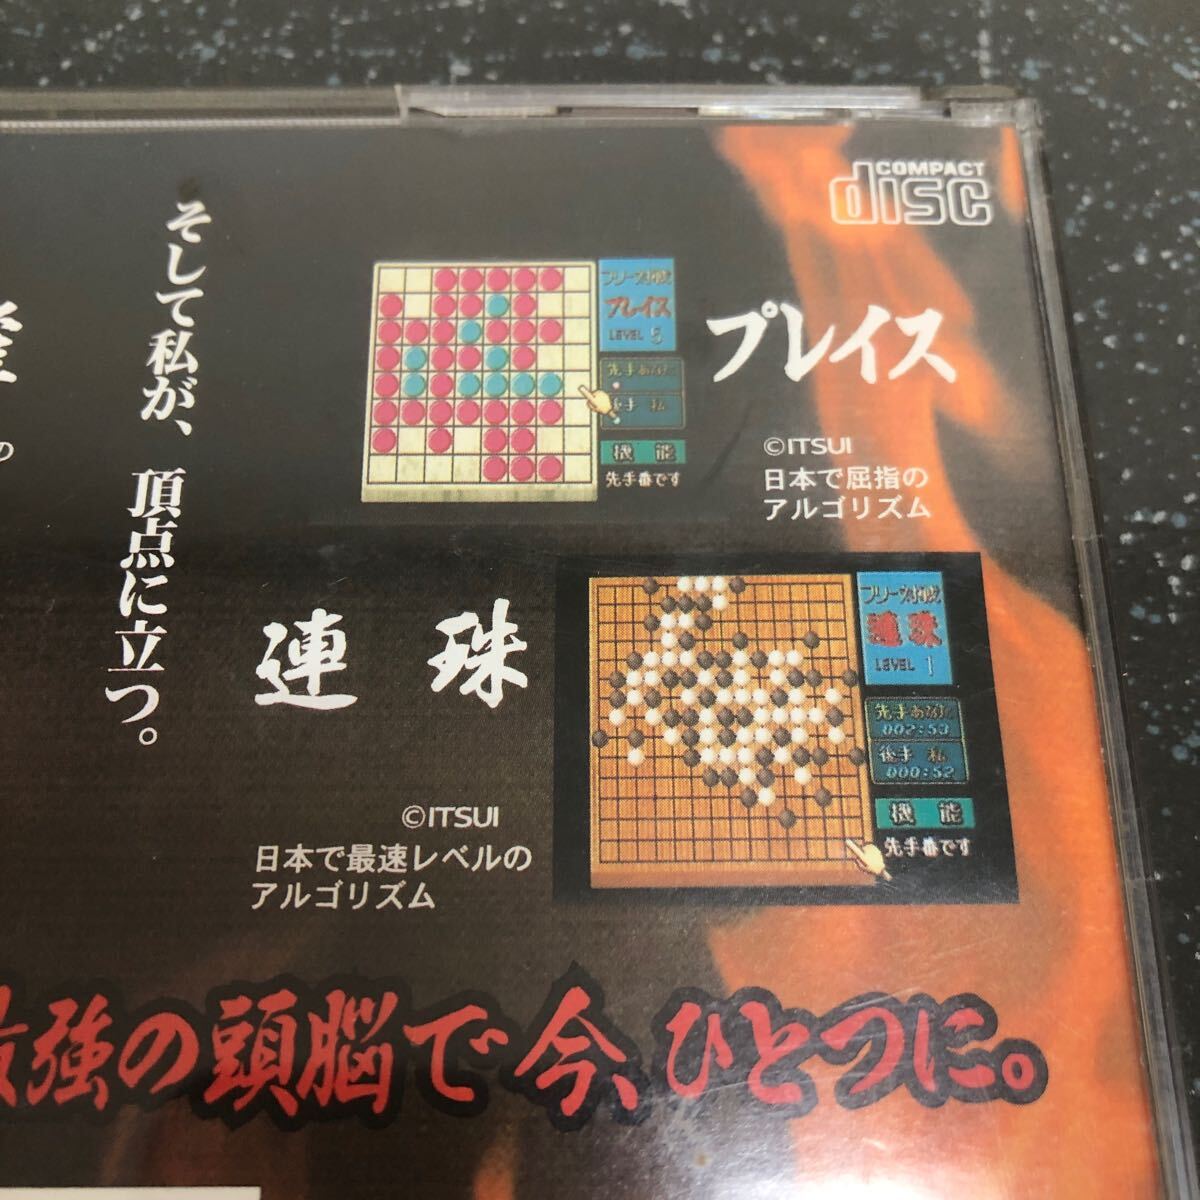 COMPACT
disc
そして私が、頂点に立つ。
の
フリー対戦
プレイス
LEVEL 5
先手 あなた
後手 私
機能
先手番です
プレイス
©ITSUI
日本で屈指の
アルゴリズム
連珠
フリー対戦
連珠
LEVEL 1
先手 あなた
002:53
後手 私
000:52
機能
先手番です
©ITSUI
日本で最速レベルの
アルゴリズム
最強の頭脳で今、ひとつに。